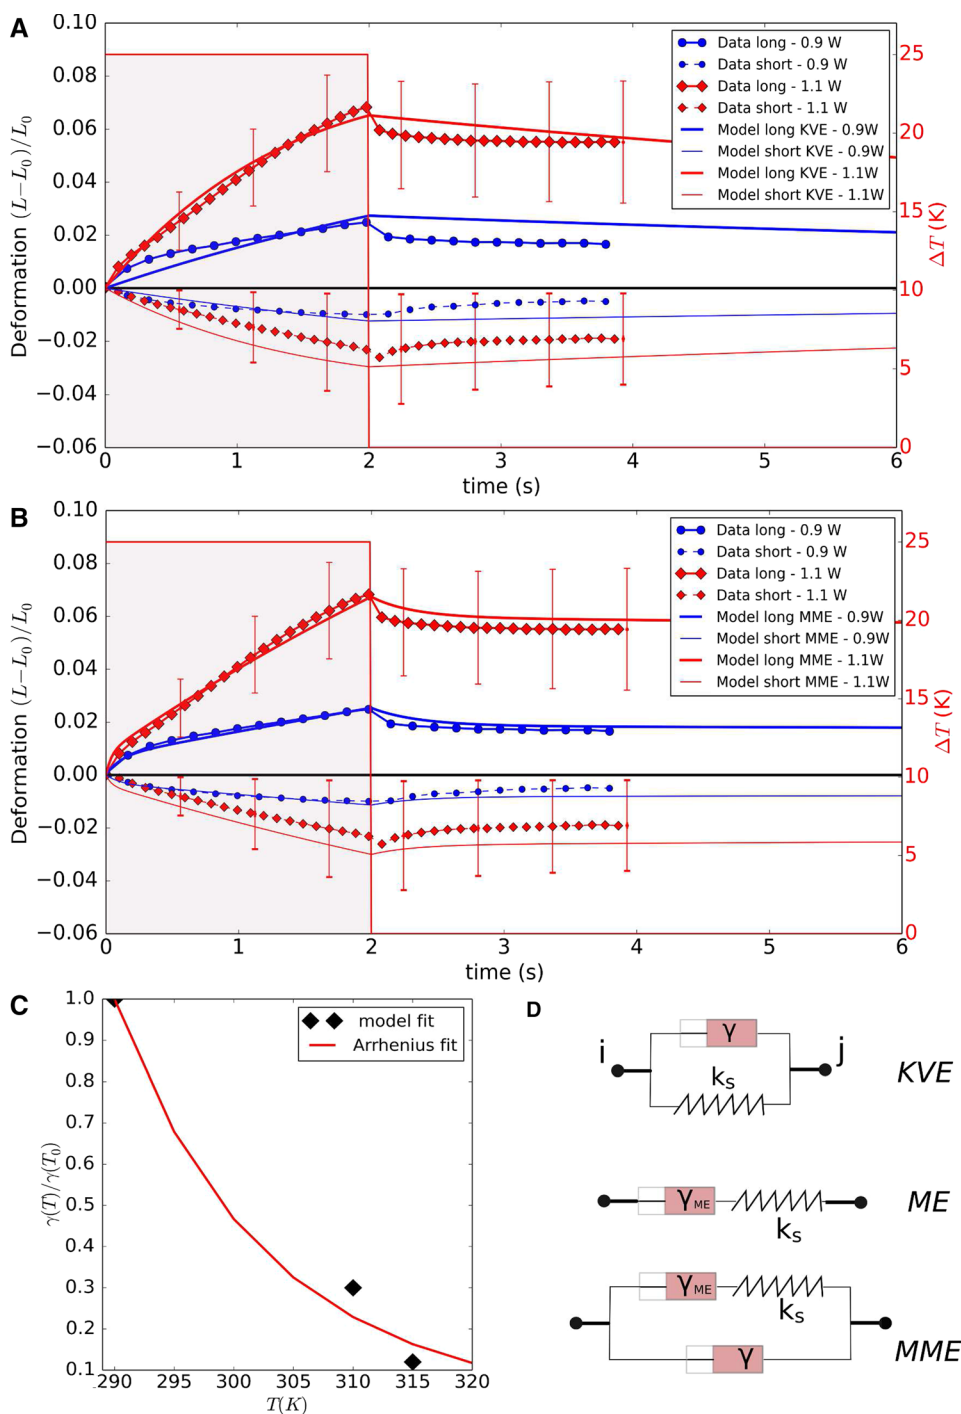 A
Deformation (L−L₀)/L₀
0.10
0.08
0.06
0.04
0.02
0.00
−0.02
−0.04
−0.06
Data long - 0.9 W
Data short - 0.9 W
Data long - 1.1 W
Data short - 1.1 W
Model long KVE - 0.9W
Model short KVE - 0.9W
Model long KVE - 1.1W
Model short KVE - 1.1W
25
20
15
10
5
0
ΔT (K)
0 1 2 3 4 5 6
time (s)
B
Deformation (L−L₀)/L₀
0.10
0.08
0.06
0.04
0.02
0.00
−0.02
−0.04
−0.06
Data long - 0.9 W
Data short - 0.9 W
Data long - 1.1 W
Data short - 1.1 W
Model long MME - 0.9W
Model short MME - 0.9W
Model long MME - 1.1W
Model short MME - 1.1W
25
20
15
10
5
0
ΔT (K)
0 1 2 3 4 5 6
time (s)
C
γ(T)/γ(T₀)
1.0
0.9
0.8
0.7
0.6
0.5
0.4
0.3
0.2
0.1
model fit
Arrhenius fit
290 295 300 305 310 315 320
T(K)
D
i
γ
j
kₛ
KVE
γME
kₛ
ME
γME
kₛ
γ
MME